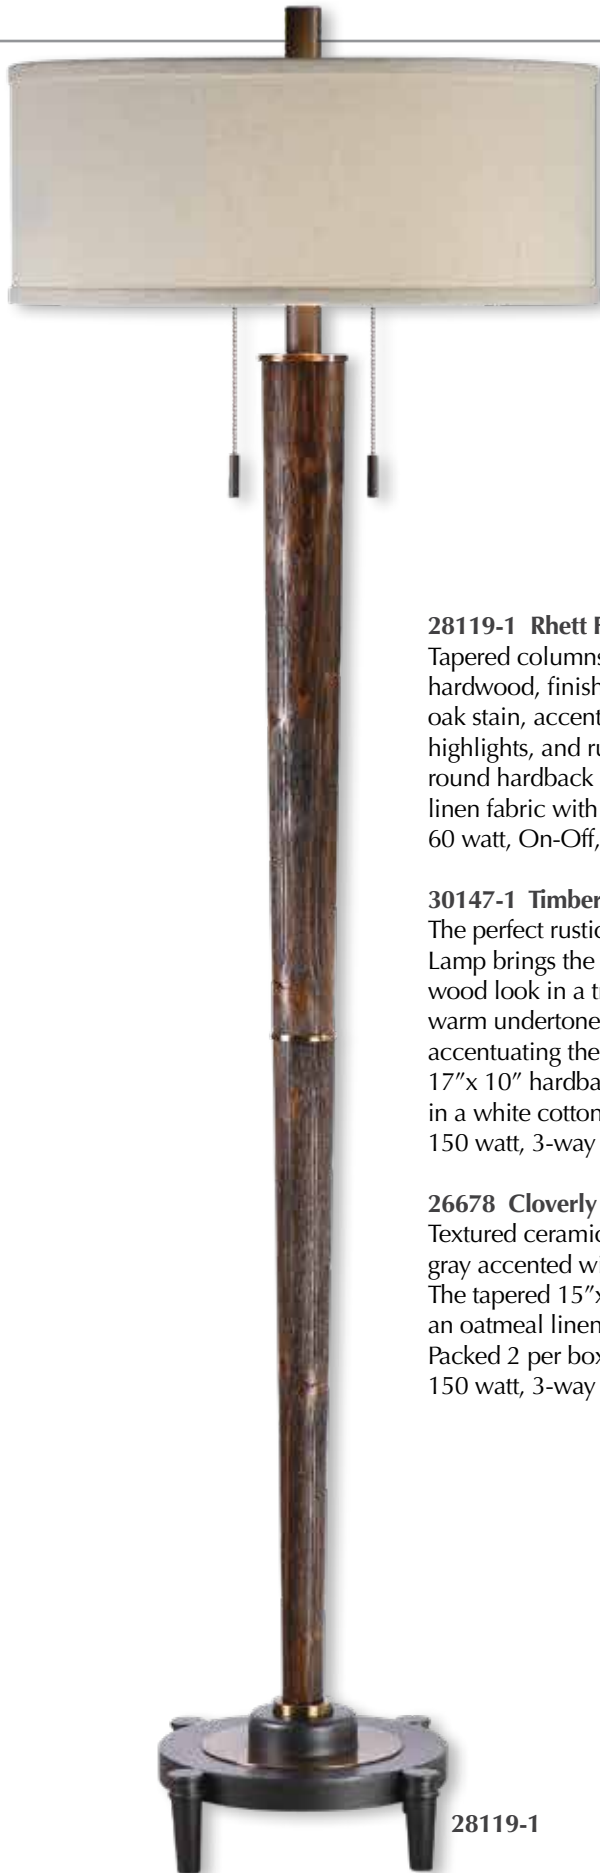 28119-1 Rhett
Tapered columns
hardwood, finish
oak stain, accent
highlights, and
round hardback
linen fabric with
60 watt, On-Off,
30147-1 Timber
The perfect rustic
Lamp brings the
wood look in a
warm undertone
accentuating the
17”x 10”
in a white cotton
150 watt, 3-way
26678 Cloverly
Textured ceramic
gray accented
The tapered 15”x
an oatmeal linen
Packed 2 per box
150 watt, 3-way
28119-1